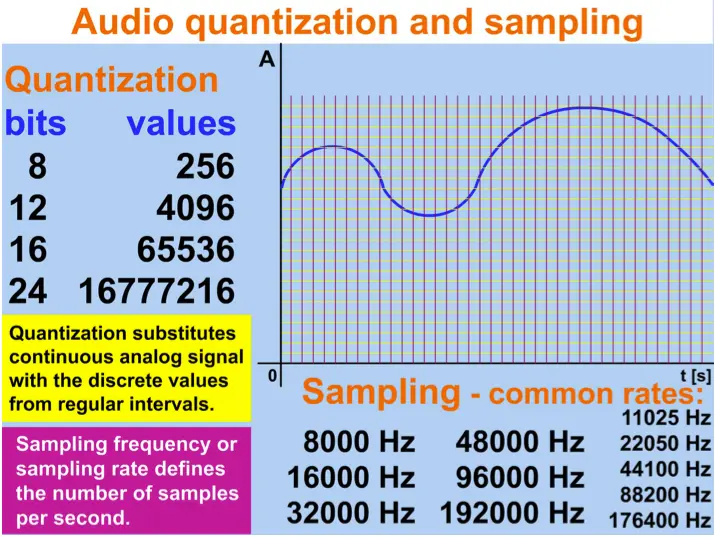 Audio quantization and sampling
Quantization
bits values
8 256
12 4096
16 65536
24 16777216
Quantization substitutes
continuous analog signal
with the discrete values
from regular intervals.
Sampling frequency or
sampling rate defines
the number of samples
per second.
A
0
t [s]
Sampling - common rates:
8000 Hz 48000 Hz
16000 Hz 96000 Hz
32000 Hz 192000 Hz
11025 Hz
22050 Hz
44100 Hz
88200 Hz
176400 Hz